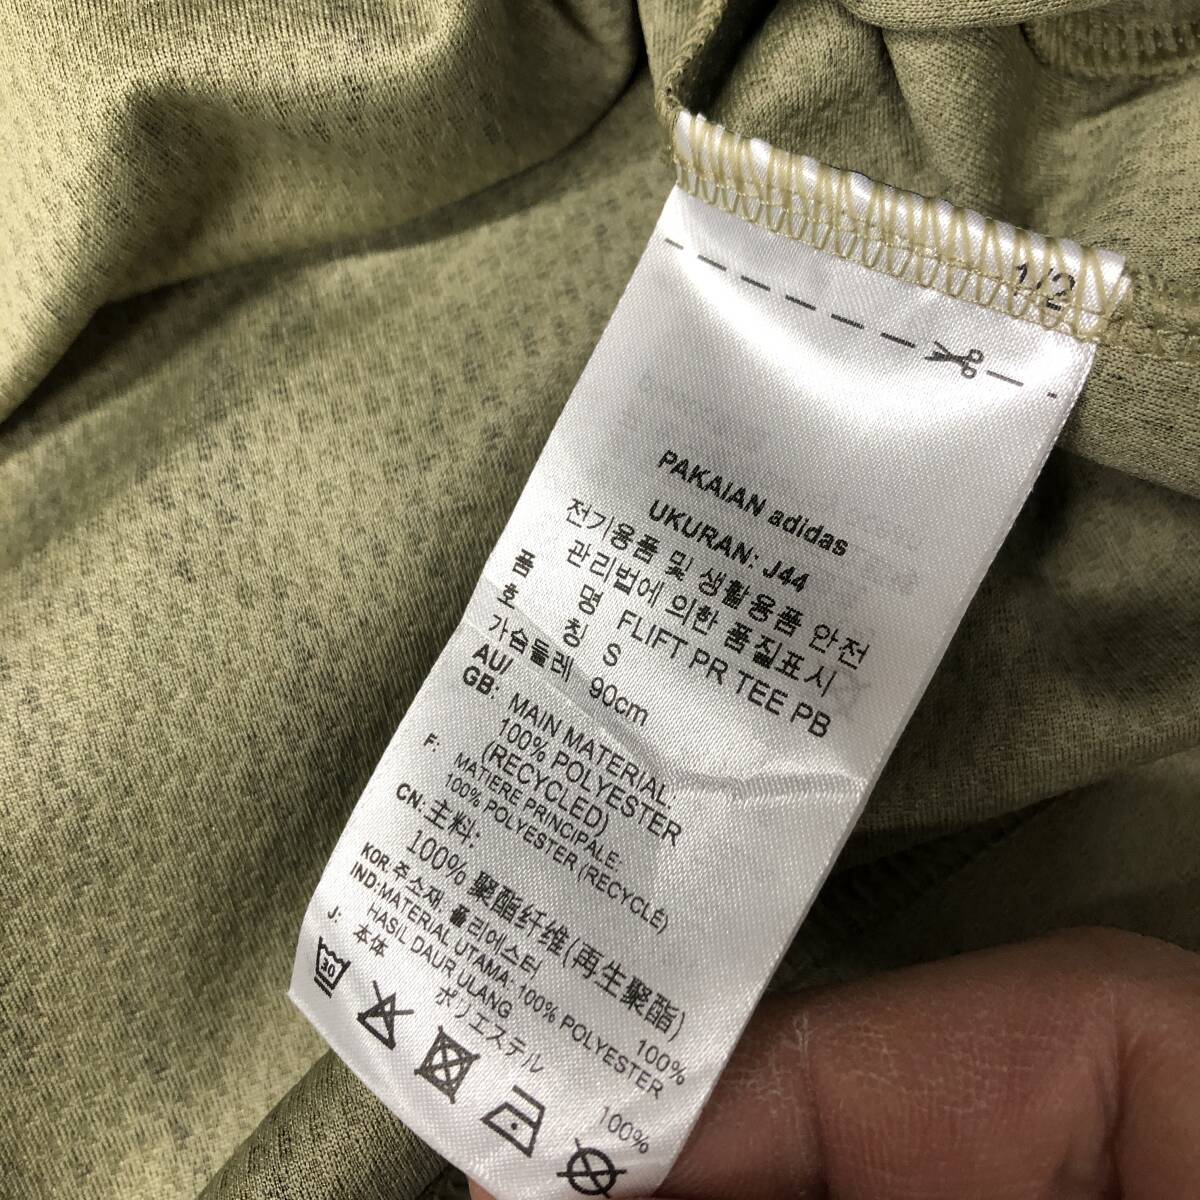 1/2
PAKAIAN adidas
UKURAN: J44
전기용품 및 생활용품 안전
관리법에 의한 품질표시
품 명 FLIFT PR TEE PB
호 칭 S
가슴둘레 90cm
AU/
GB: MAIN MATERIAL:
100% POLYESTER
(RECYCLED)
F: MATIERE PRINCIPALE:
100% POLYESTER (RECYCLÉ)
CN: 主料:
100% 聚酯纤维(再生聚酯)
KOR: 주소재, 폴리에스터 100%
IND: MATERIAL UTAMA: 100% POLYESTER
HASIL DAUR ULANG
J: 本体
ポリエステル 100%
30